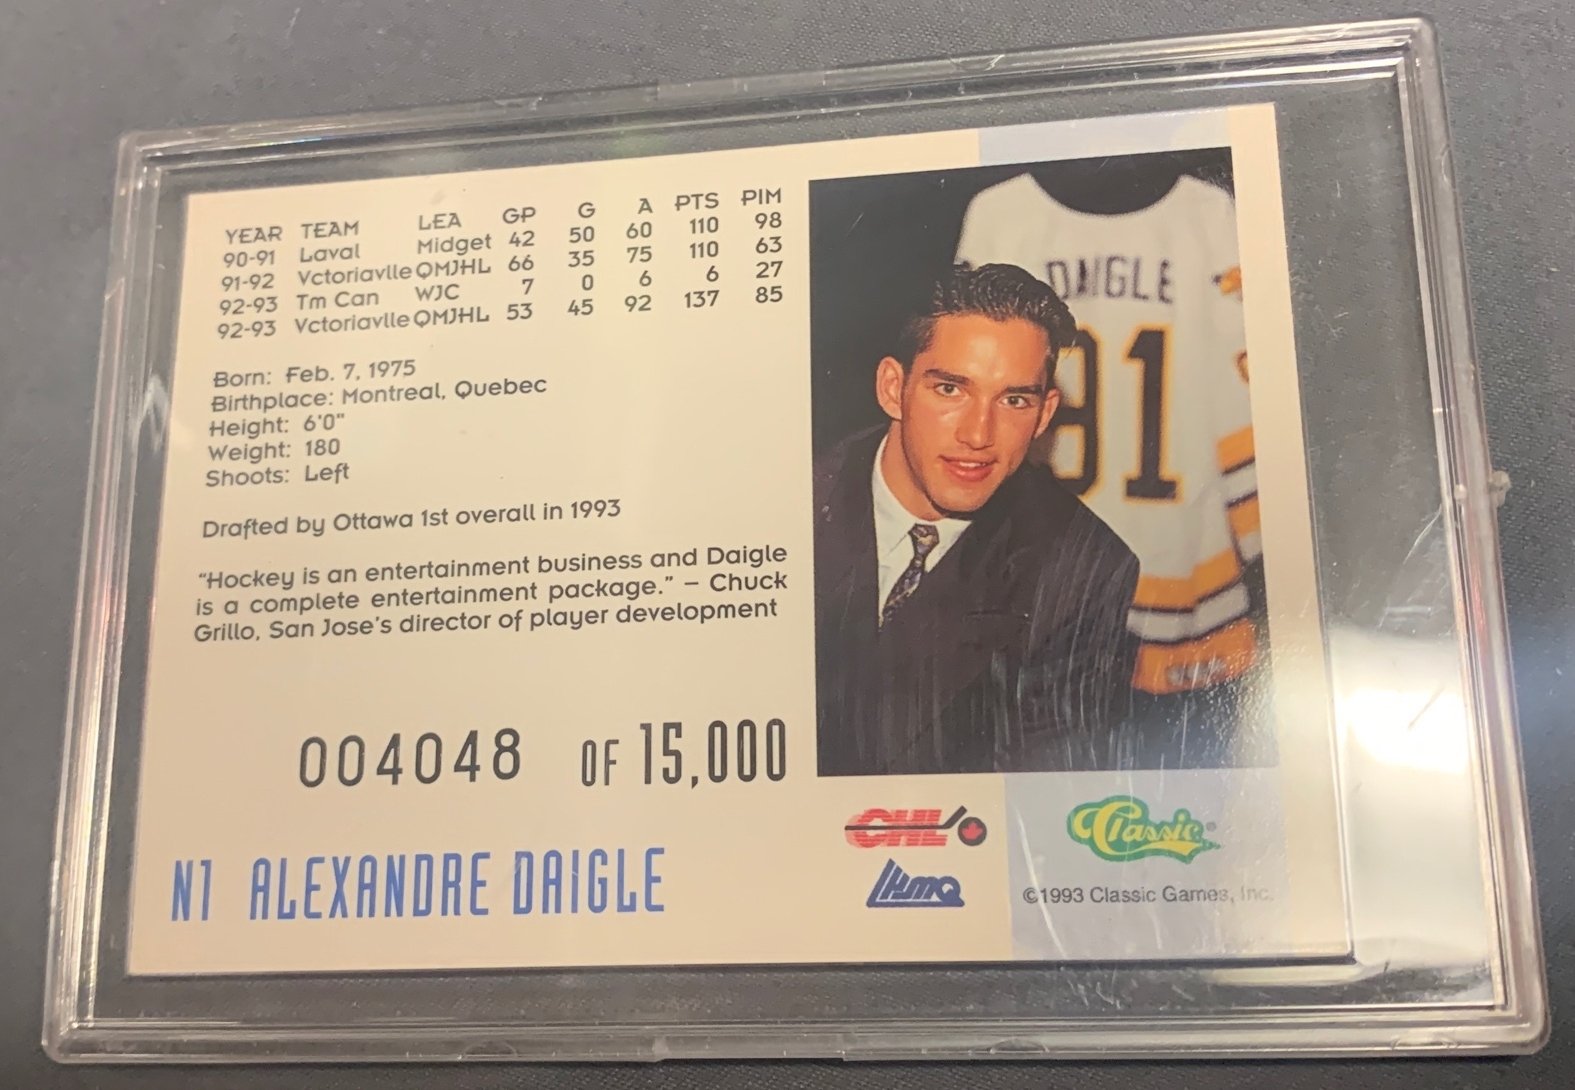 YEAR TEAM LEA GP G A PTS PIM
90-91 Laval Midget 42 50 60 110 98
91-92 Vctoriavlle QMJHL 66 35 75 110 63
92-93 Tm Can WJC 7 0 6 6 27
92-93 Vctoriavlle QMJHL 53 45 92 137 85
Born: Feb. 7, 1975
Birthplace: Montreal, Quebec
Height: 6'0"
Weight: 180
Shoots: Left
Drafted by Ottawa 1st overall in 1993
"Hockey is an entertainment business and Daigle
is a complete entertainment package." – Chuck
Grillo, San Jose's director of player development
004048 OF 15,000
N1 ALEXANDRE DAIGLE
DAIGLE
91
CHL
LHJMQ
Classic®
©1993 Classic Games, Inc.